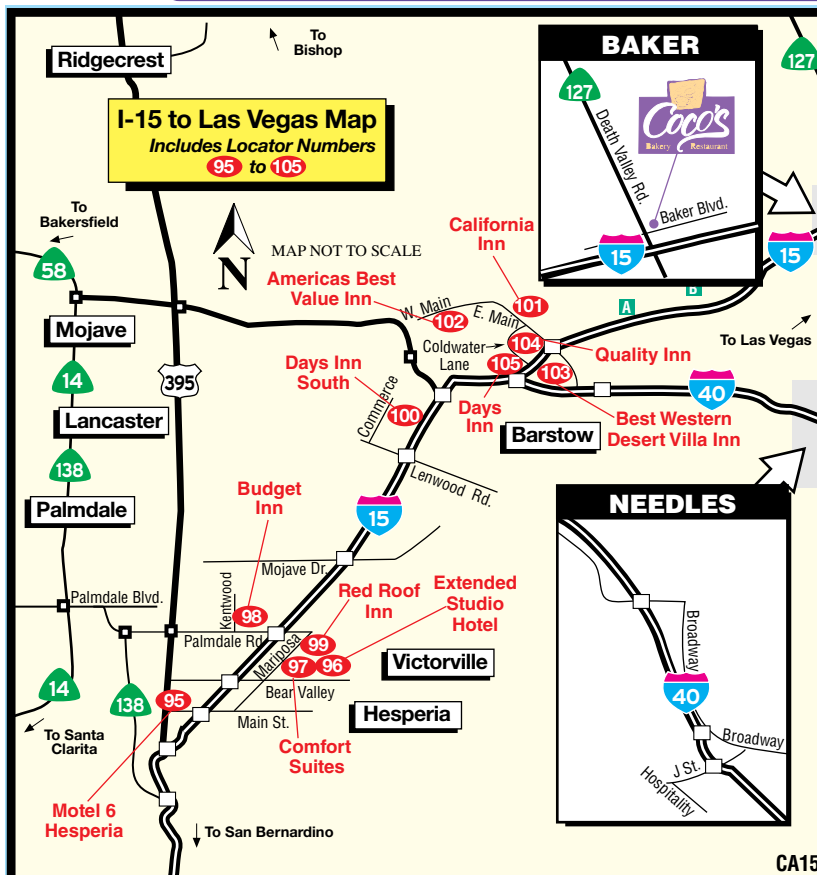 To
Bishop
Ridgecrest
BAKER
127
127
I-15 to Las Vegas Map
Includes Locator Numbers
95 to 105
Coco's
Bakery Restaurant
Death Valley Rd.
Baker Blvd.
15
15
To
Bakersfield
58
N
MAP NOT TO SCALE
California
Inn
Americas Best
Value Inn
W. Main
E. Main
101
102
A
B
To Las Vegas
Mojave
Coldwater
Lane
104
105
103
Quality Inn
Days Inn
South
395
14
Commerce
100
Days
Inn
40
Best Western
Desert Villa Inn
Lancaster
Barstow
138
Lenwood Rd.
Palmdale
Budget
Inn
15
NEEDLES
Mojave Dr.
Palmdale Blvd.
Kentwood
98
Red Roof
Inn
Extended
Studio
Hotel
Palmdale Rd.
Mariposa
99
97
96
Victorville
Broadway
14
138
95
Bear Valley
Main St.
Hesperia
40
To Santa
Clarita
Comfort
Suites
Broadway
J St.
Hospitality
Motel 6
Hesperia
To San Bernardino
CA15